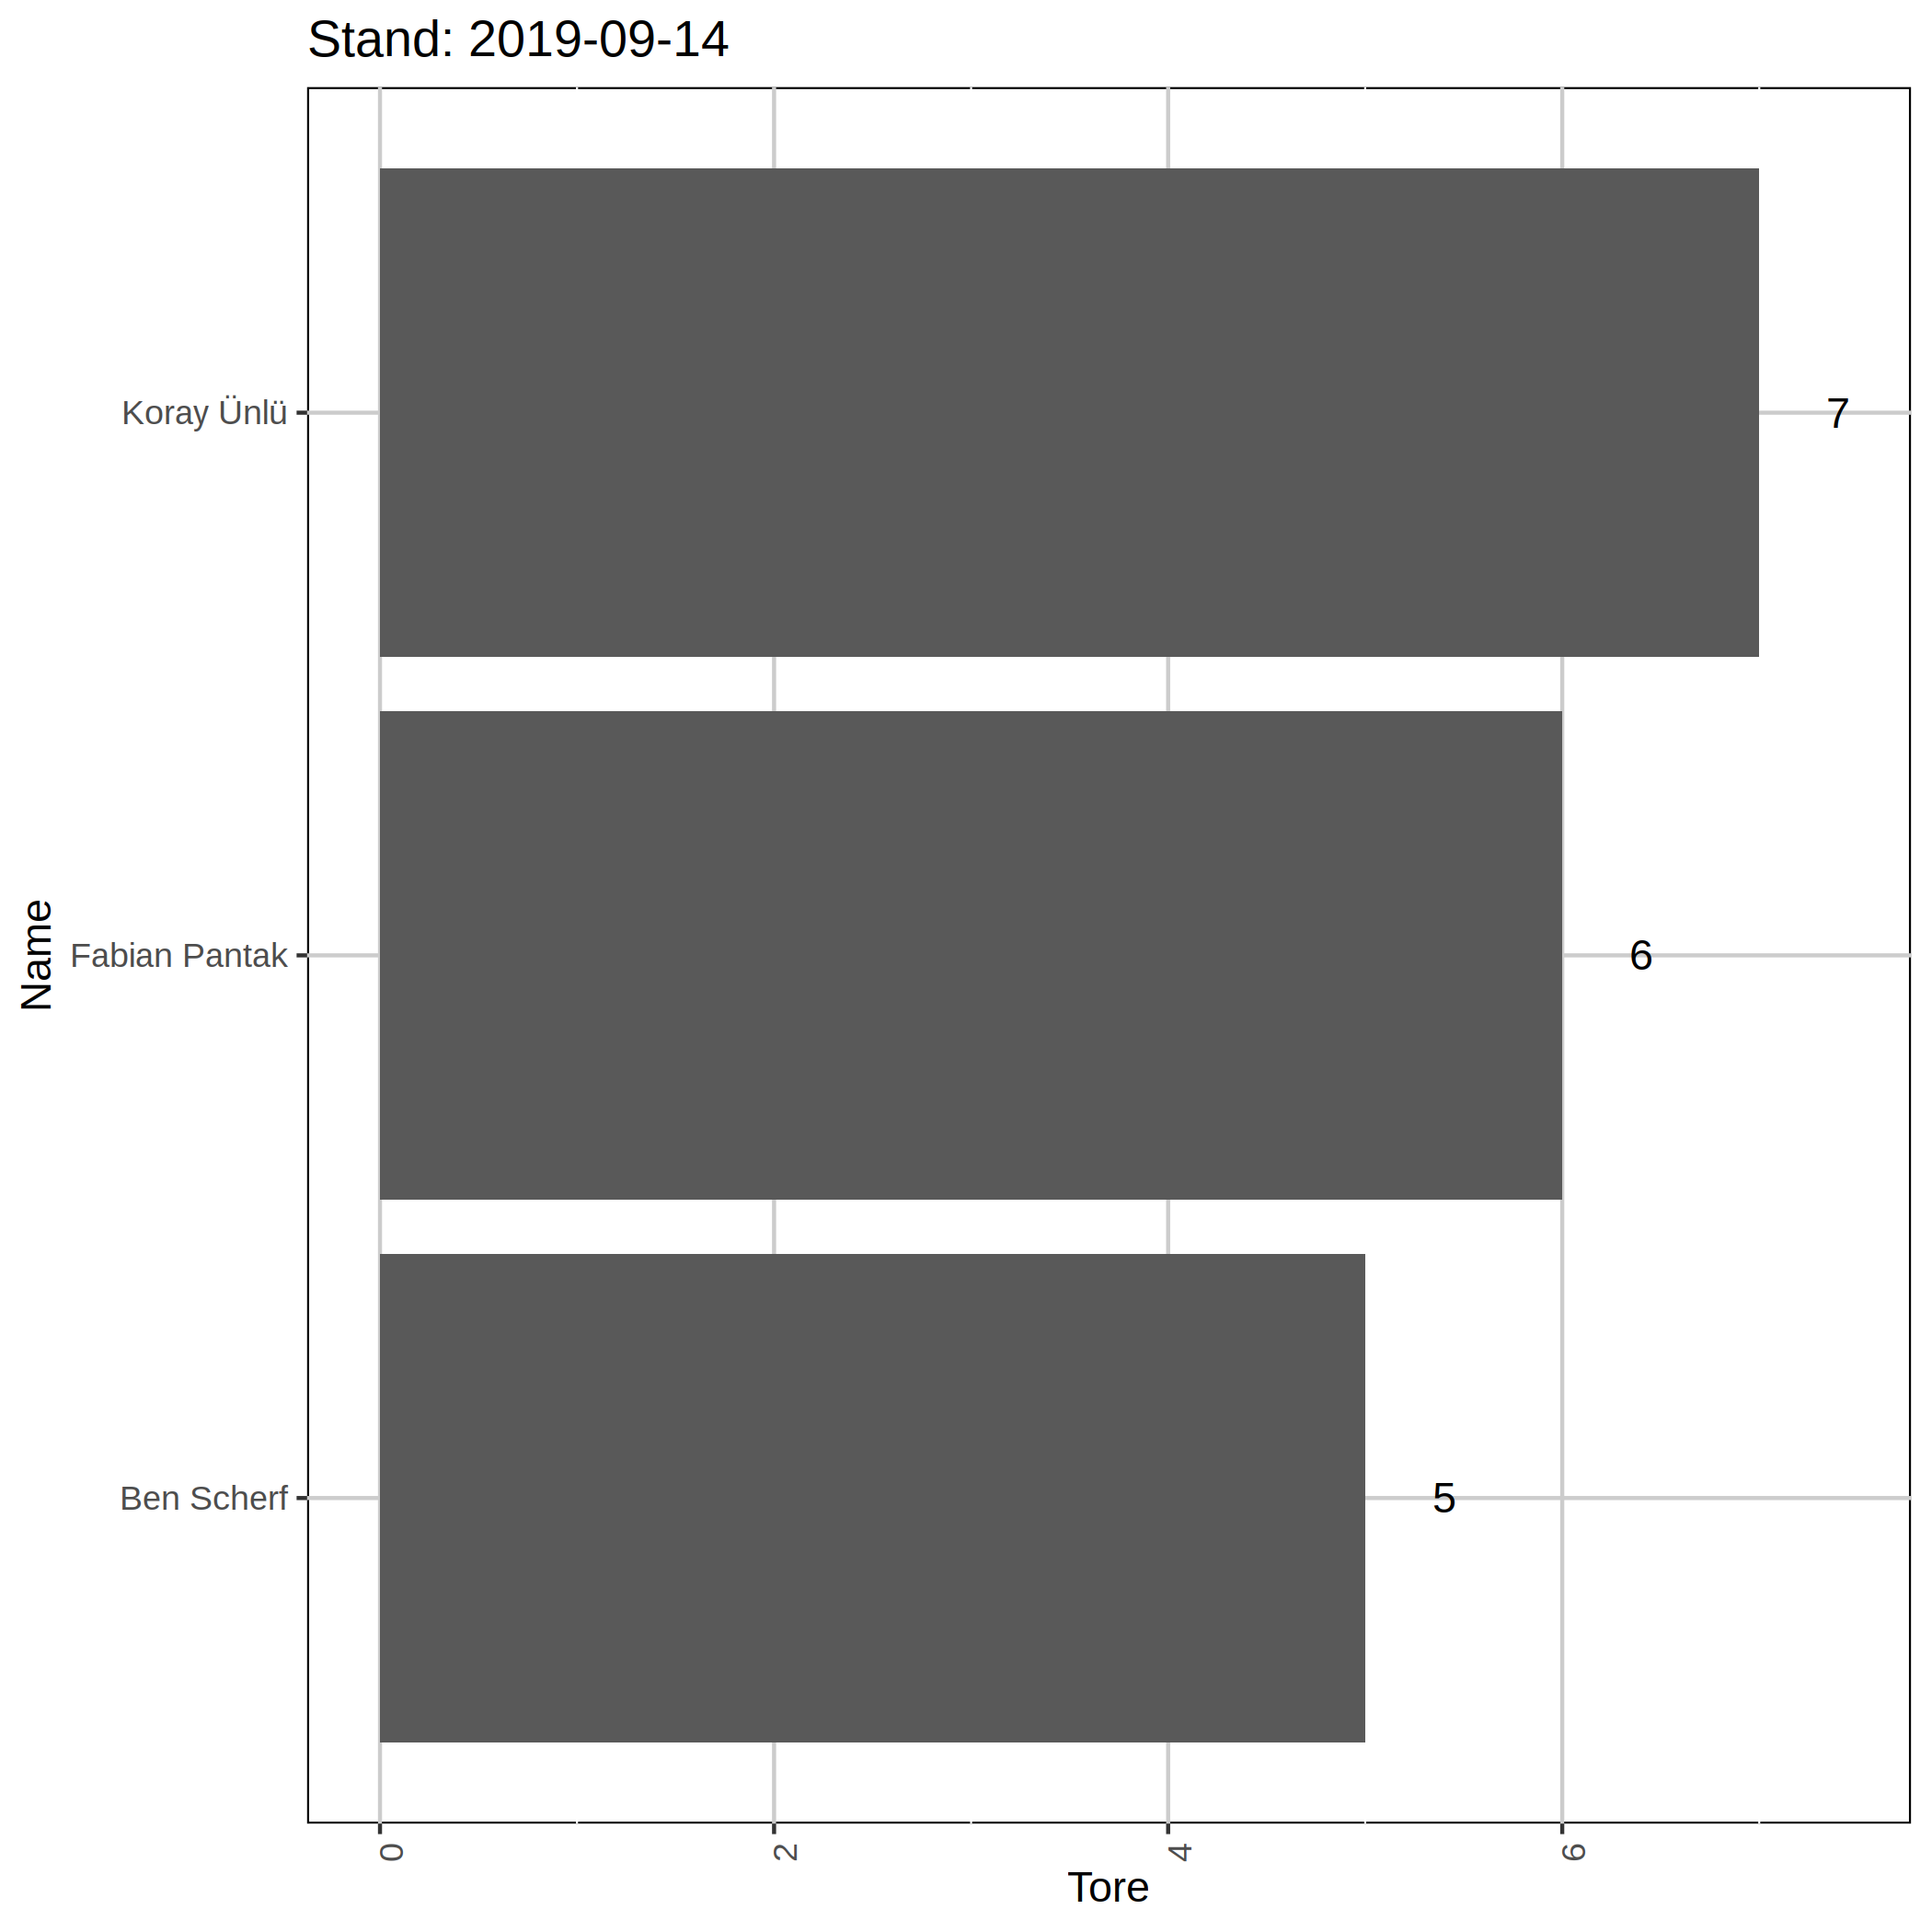 Stand: 2019-09-14
Koray Ünlü
7
Name
Fabian Pantak
6
Ben Scherf
5
0
2
4
6
Tore